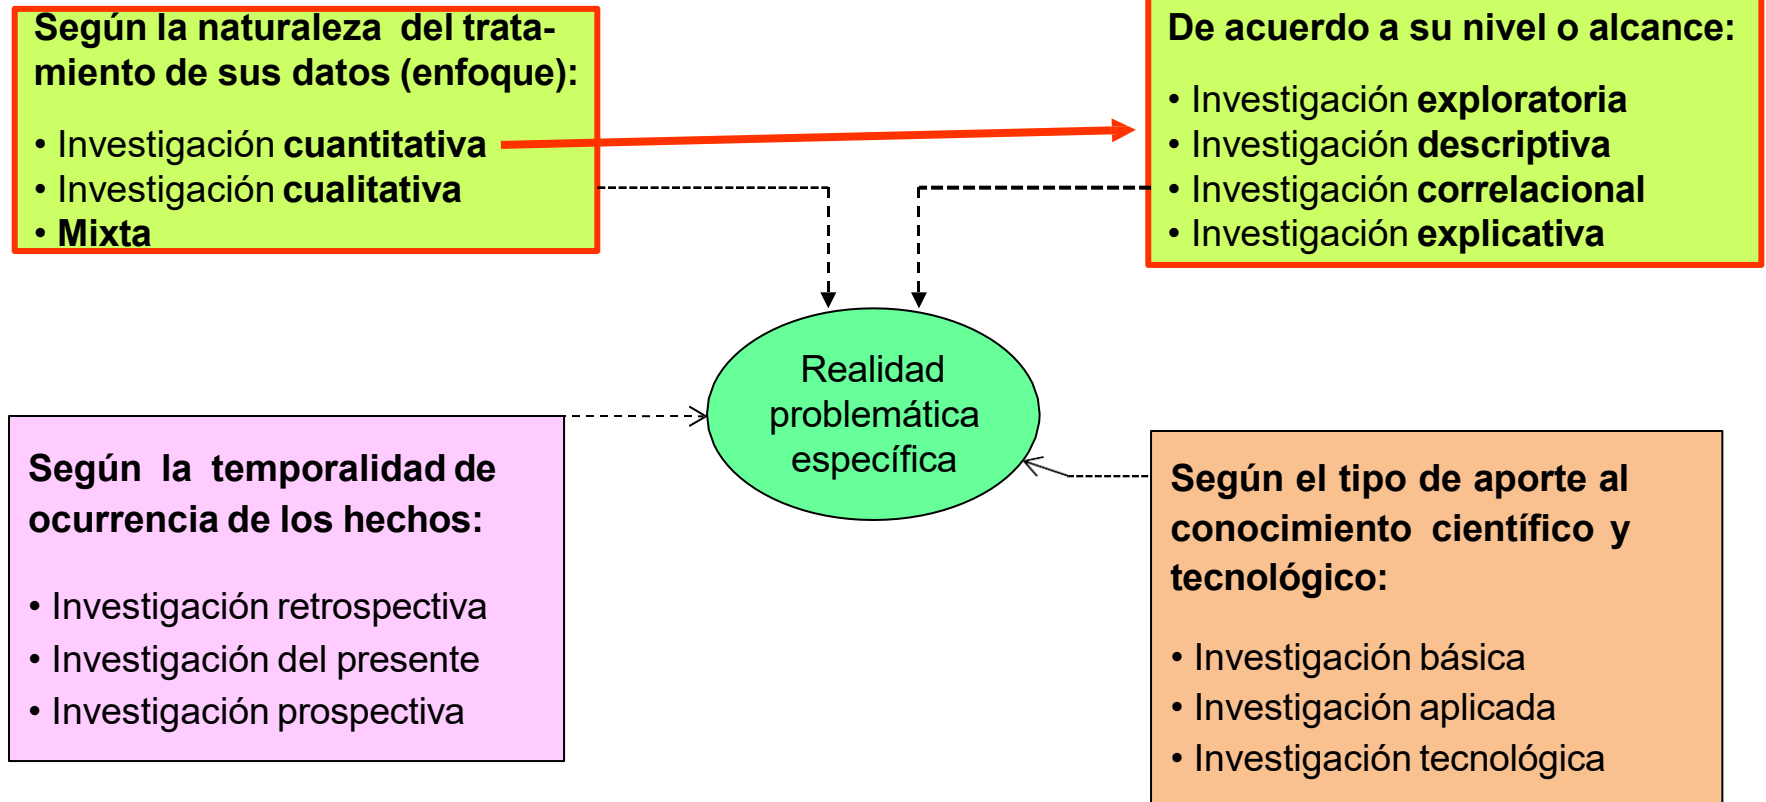 Según la naturaleza del trata-
miento de sus datos (enfoque):
• Investigación cuantitativa
• Investigación cualitativa
• Mixta
De acuerdo a su nivel o alcance:
• Investigación exploratoria
• Investigación descriptiva
• Investigación correlacional
• Investigación explicativa
Realidad
problemática
específica
Según la temporalidad de
ocurrencia de los hechos:
• Investigación retrospectiva
• Investigación del presente
• Investigación prospectiva
Según el tipo de aporte al
conocimiento científico y
tecnológico:
• Investigación básica
• Investigación aplicada
• Investigación tecnológica